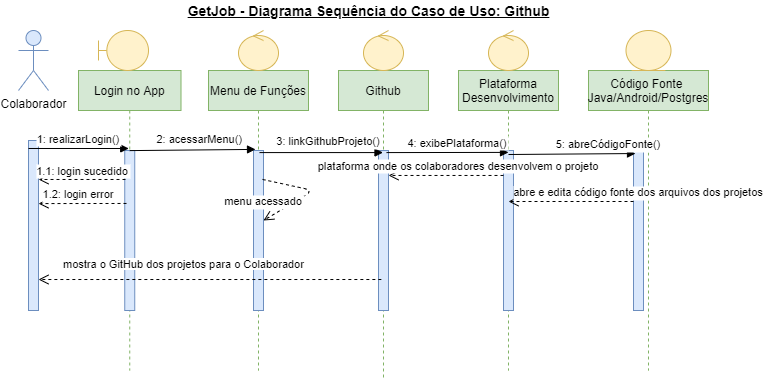 GetJob - Diagrama Sequência do Caso de Uso: Github
Colaborador
Login no App
Menu de Funções
Github
Plataforma
Desenvolvimento
Código Fonte
Java/Android/Postgres
1: realizarLogin()
2: acessarMenu()
3: linkGithubProjeto()
4: exibePlataforma()
5: abreCódigoFonte()
1.1: login sucedido
plataforma onde os colaboradores desenvolvem o projeto
1.2: login error
menu acessado
abre e edita código fonte dos arquivos dos projetos
mostra o GitHub dos projetos para o Colaborador